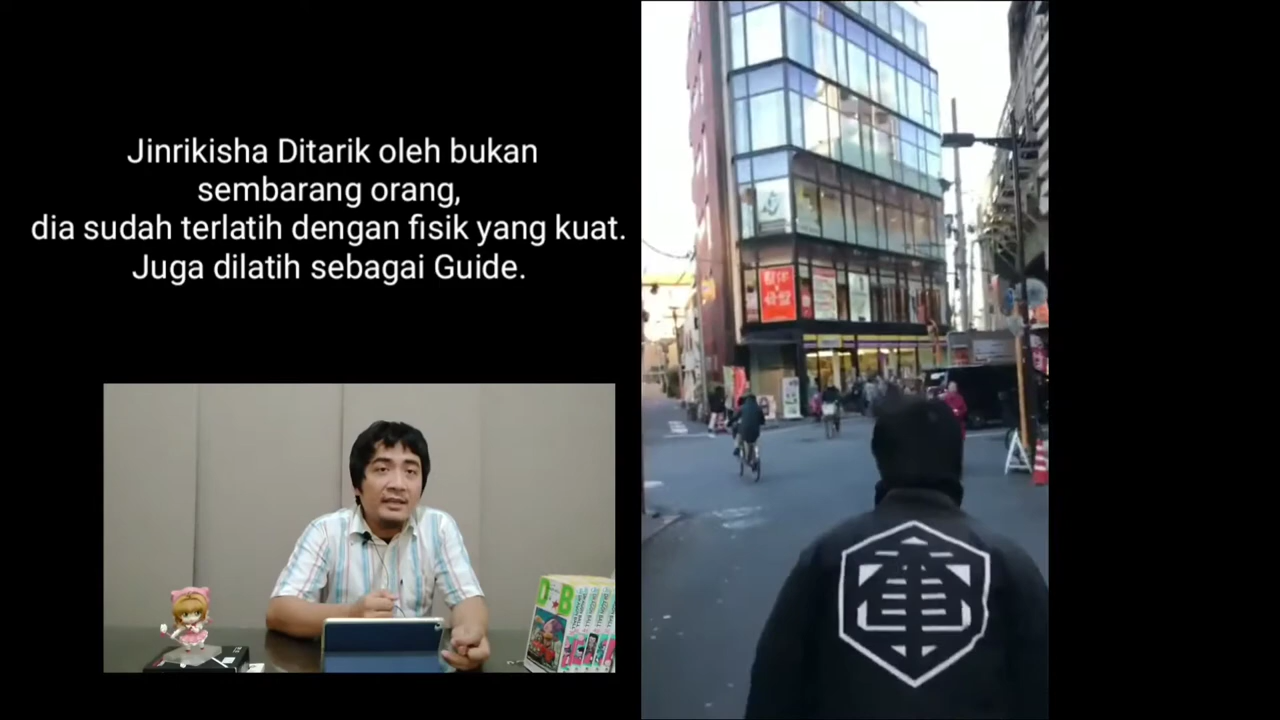 Jinrikisha Ditarik oleh bukan
sembarang orang,
dia sudah terlatih dengan fisik yang kuat.
Juga dilatih sebagai Guide.